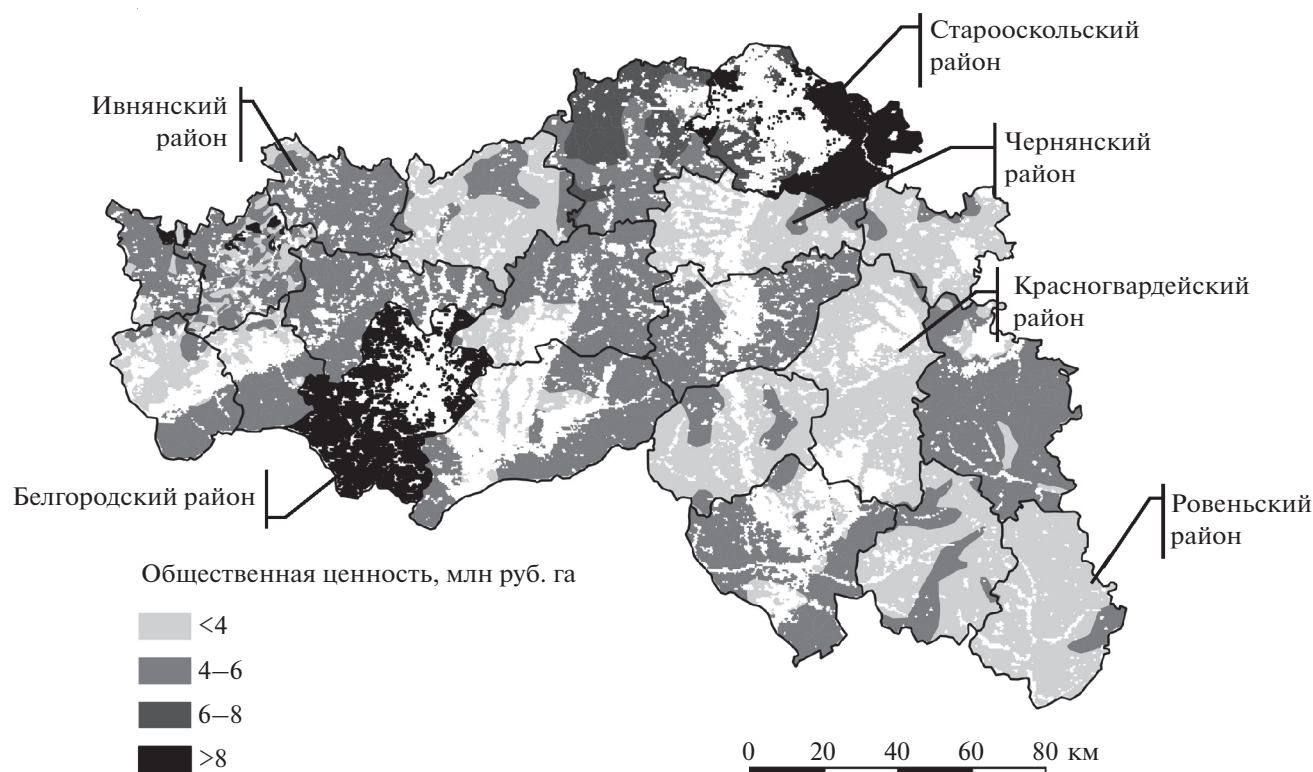 Старооскольский
район
Ивнянский
район
Чернянский
район
Красногвардейский
район
Белгородский район
Ровеньский
район
Общественная ценность, млн руб. га
<4
4–6
6–8
>8
0 20 40 60 80 км